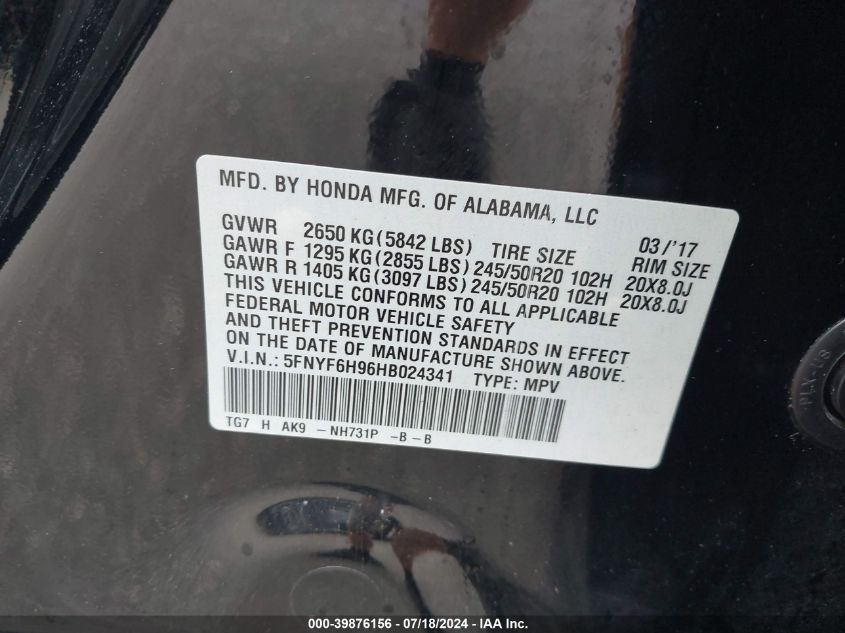 MFD. BY HONDA MFG. OF ALABAMA, LLC
GVWR 2650 KG(5842 LBS) TIRE SIZE 03/'17 RIM SIZE
GAWR F 1295 KG(2855 LBS)245/50R20 102H 20X8.0J
GAWR R 1405 KG(3097 LBS)245/50R20 102H 20X8.0J
THIS VEHICLE CONFORMS TO ALL APPLICABLE
FEDERAL MOTOR VEHICLE SAFETY
AND THEFT PREVENTION STANDARDS IN EFFECT
ON THE DATE OF MANUFACTURE SHOWN ABOVE.
V.I.N.: 5FNYF6H96HB024341 TYPE: MPV
TG7 H AK9 -NH731P -B-B
PLX-L8
000-39876156 - 07/18/2024 - IAA Inc.